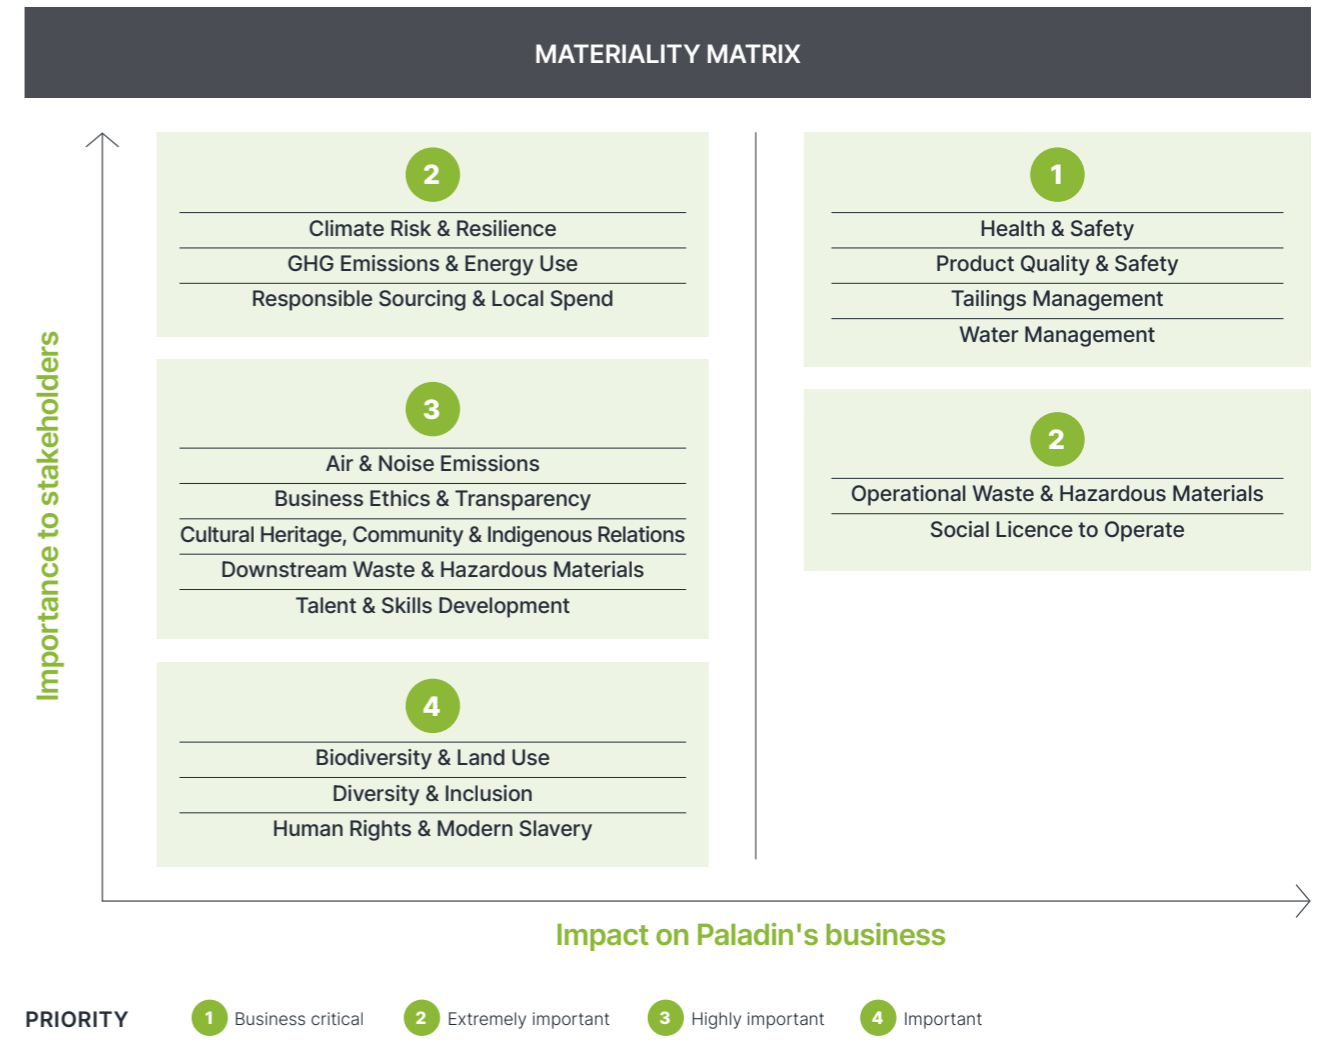 MATERIALITY MATRIX
Importance to stakeholders
2
Climate Risk & Resilience
GHG Emissions & Energy Use
Responsible Sourcing & Local Spend
3
Air & Noise Emissions
Business Ethics & Transparency
Cultural Heritage, Community & Indigenous Relations
Downstream Waste & Hazardous Materials
Talent & Skills Development
4
Biodiversity & Land Use
Diversity & Inclusion
Human Rights & Modern Slavery
1
Health & Safety
Product Quality & Safety
Tailings Management
Water Management
2
Operational Waste & Hazardous Materials
Social Licence to Operate
Impact on Paladin's business
PRIORITY 1 Business critical 2 Extremely important 3 Highly important 4 Important